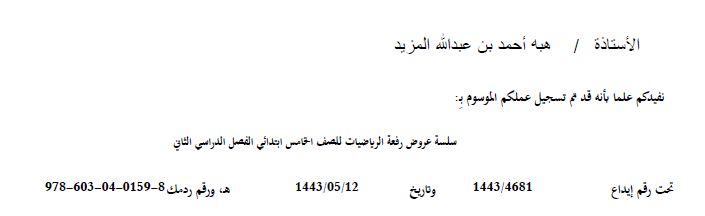 الأستاذة / هبه أحمد بن عبدالله المزيد
نفيدكم علما بأنه قد تم تسجيل عملكم الموسوم بـِ:
سلسة عروض رفعة الرياضيات للصف الخامس ابتدائي الفصل الدراسي الثاني
تحت رقم إيداع 1443/4681 وتاريخ 1443/05/12 هـ، ورقم ردمك 978-603-04-0159-8